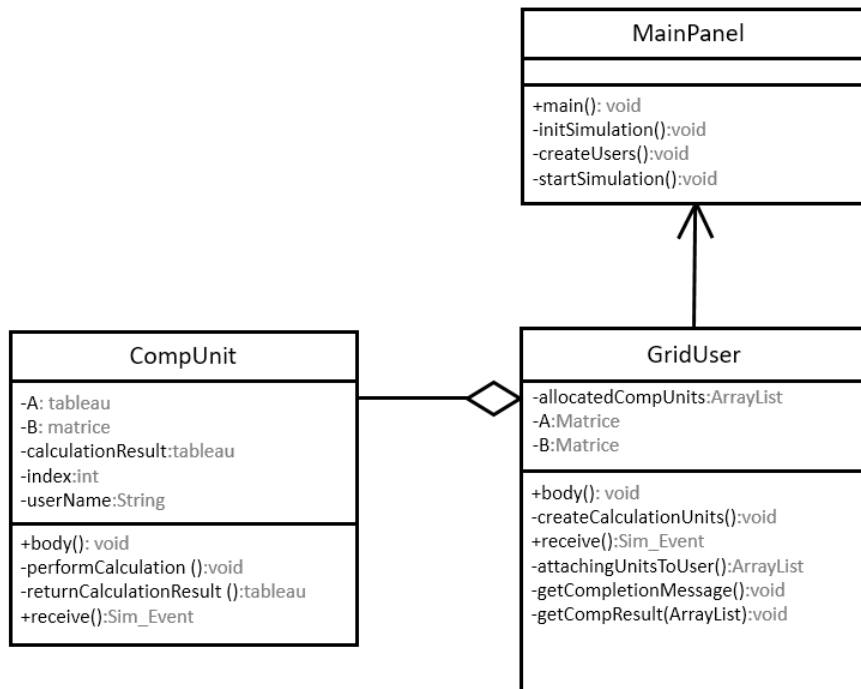 MainPanel
+main(): void
-initSimulation():void
-createUsers():void
-startSimulation():void
CompUnit
-A: tableau
-B: matrice
-calculationResult:tableau
-index:int
-userName:String
+body(): void
-performCalculation ():void
-returnCalculationResult ():tableau
+receive():Sim_Event
GridUser
-allocatedCompUnits:ArrayList
-A:Matrice
-B:Matrice
+body(): void
-createCalculationUnits():void
+receive():Sim_Event
-attachingUnitsToUser():ArrayList
-getCompletionMessage():void
-getCompResult(ArrayList):void